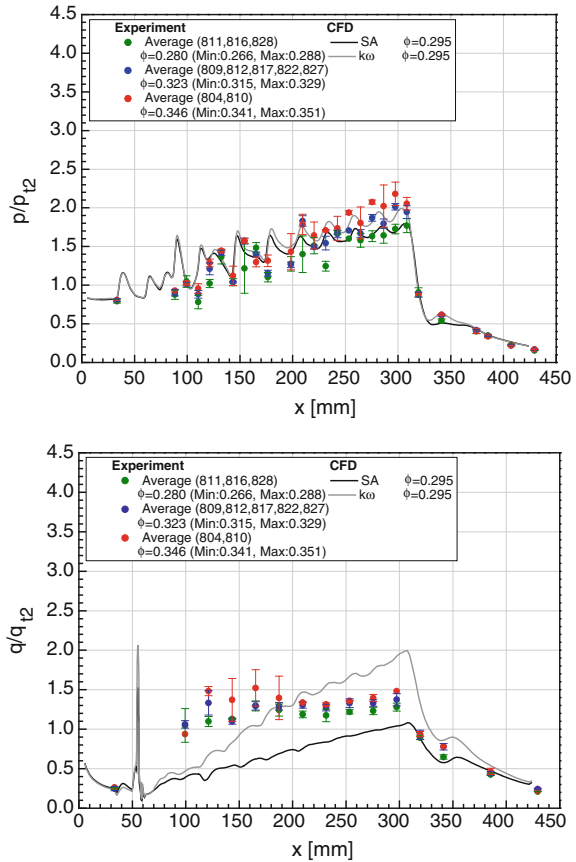 4.5
4.0
3.5
3.0
2.5
2.0
1.5
1.0
0.5
0.0
p/p_t2
Experiment CFD
Average (811,816,828) SA ϕ=0.295
ϕ=0.280 (Min:0.266, Max:0.288) kω ϕ=0.295
Average (809,812,817,822,827)
ϕ=0.323 (Min:0.315, Max:0.329)
Average (804,810)
ϕ=0.346 (Min:0.341, Max:0.351)
0 50 100 150 200 250 300 350 400 450
x [mm]
4.5
4.0
3.5
3.0
2.5
2.0
1.5
1.0
0.5
0.0
q/q_t2
Experiment CFD
Average (811,816,828) SA ϕ=0.295
ϕ=0.280 (Min:0.266, Max:0.288) kω ϕ=0.295
Average (809,812,817,822,827)
ϕ=0.323 (Min:0.315, Max:0.329)
Average (804,810)
ϕ=0.346 (Min:0.341, Max:0.351)
0 50 100 150 200 250 300 350 400 450
x [mm]